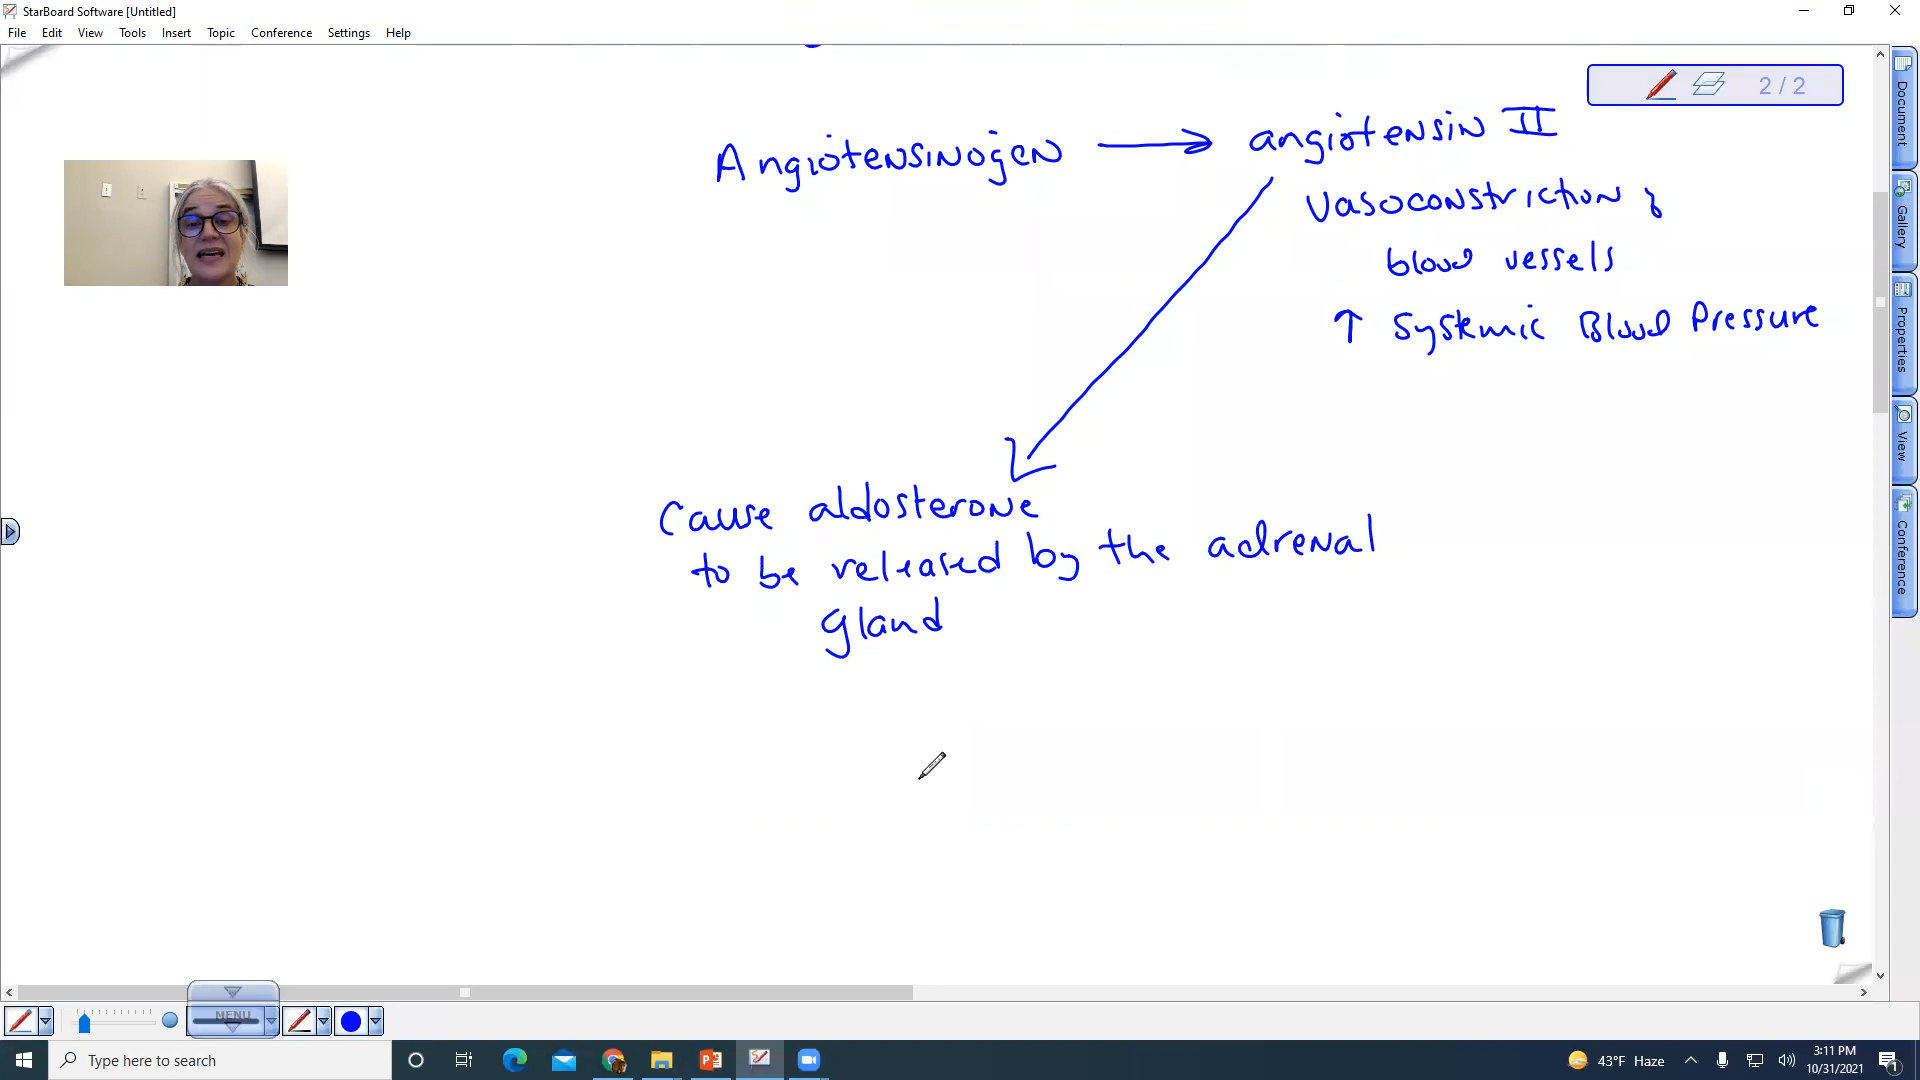 StarBoard Software [Untitled]
File Edit View Tools Insert Topic Conference Settings Help
2 / 2
Document
Gallery
Properties
View
Conference
Angiotensinogen → angiotensin II
Vasoconstriction
blood vessels
↑ Systemic Blood Pressure
Cause aldosterone
to be released by the adrenal
gland
MENU
Type here to search
43°F Haze
3:11 PM
10/31/2021
1